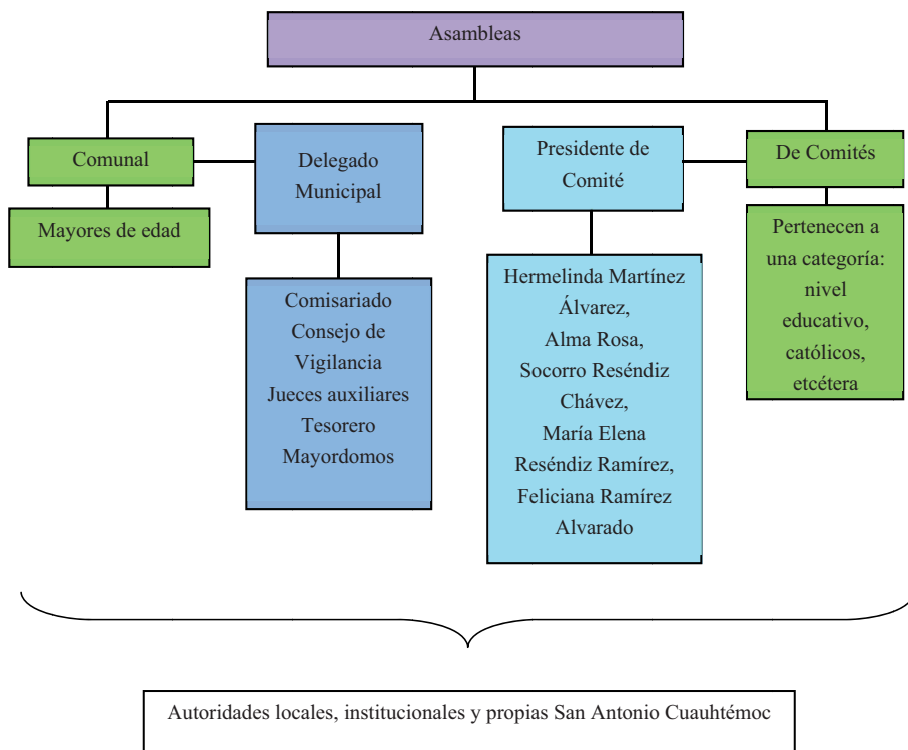 Asambleas
Comunal
Mayores de edad
Delegado
Municipal
Comisariado
Consejo de
Vigilancia
Jueces auxiliares
Tesorero
Mayordomos
Presidente de
Comité
Hermelinda Martínez
Álvarez,
Alma Rosa,
Socorro Reséndiz
Chávez,
María Elena
Reséndiz Ramírez,
Feliciana Ramírez
Alvarado
De Comités
Pertenecen a
una categoría:
nivel
educativo,
católicos,
etcétera
Autoridades locales, institucionales y propias San Antonio Cuauhtémoc